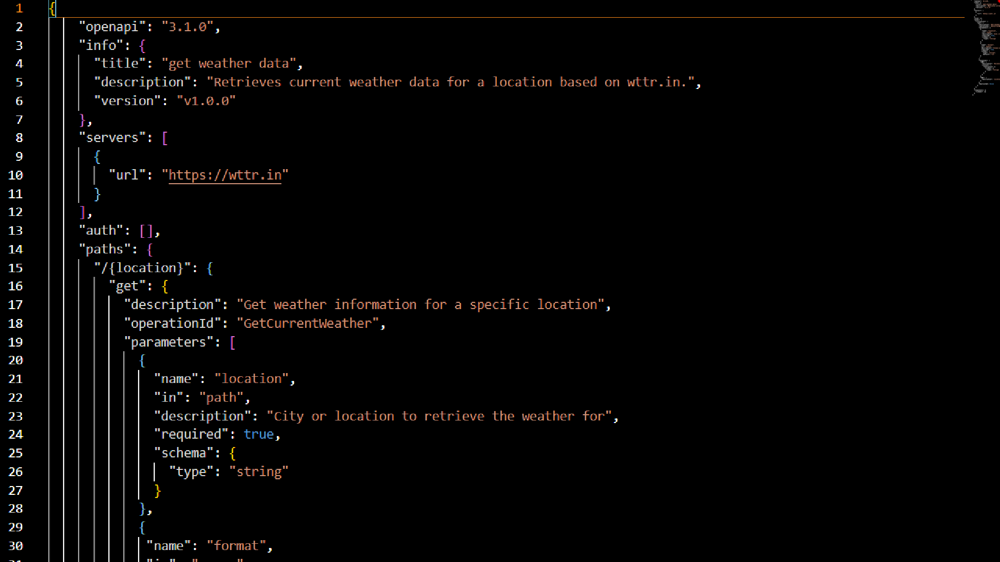 1 {
2 "openapi": "3.1.0",
3 "info": {
4 "title": "get weather data",
5 "description": "Retrieves current weather data for a location based on wttr.in.",
6 "version": "v1.0.0"
7 },
8 "servers": [
9 {
10 "url": "https://wttr.in"
11 }
12 ],
13 "auth": [],
14 "paths": {
15 "/{location}": {
16 "get": {
17 "description": "Get weather information for a specific location",
18 "operationId": "GetCurrentWeather",
19 "parameters": [
20 {
21 "name": "location",
22 "in": "path",
23 "description": "City or location to retrieve the weather for",
24 "required": true,
25 "schema": {
26 "type": "string"
27 }
28 },
29 {
30 "name": "format",